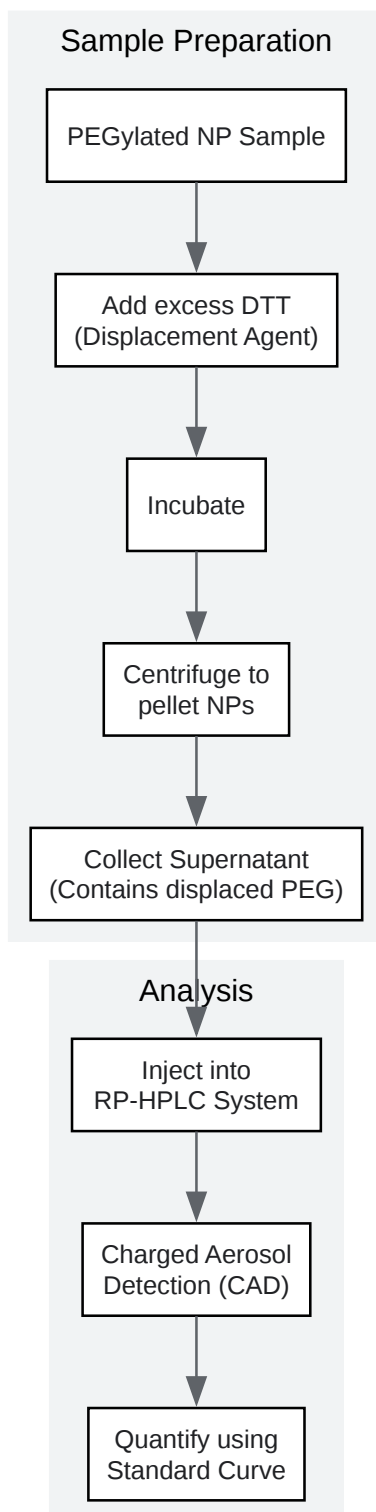 Sample Preparation
PEGylated NP Sample
Add excess DTT
(Displacement Agent)
Incubate
Centrifuge to
pellet NPs
Collect Supernatant
(Contains displaced PEG)
Analysis
Inject into
RP-HPLC System
Charged Aerosol
Detection (CAD)
Quantify using
Standard Curve